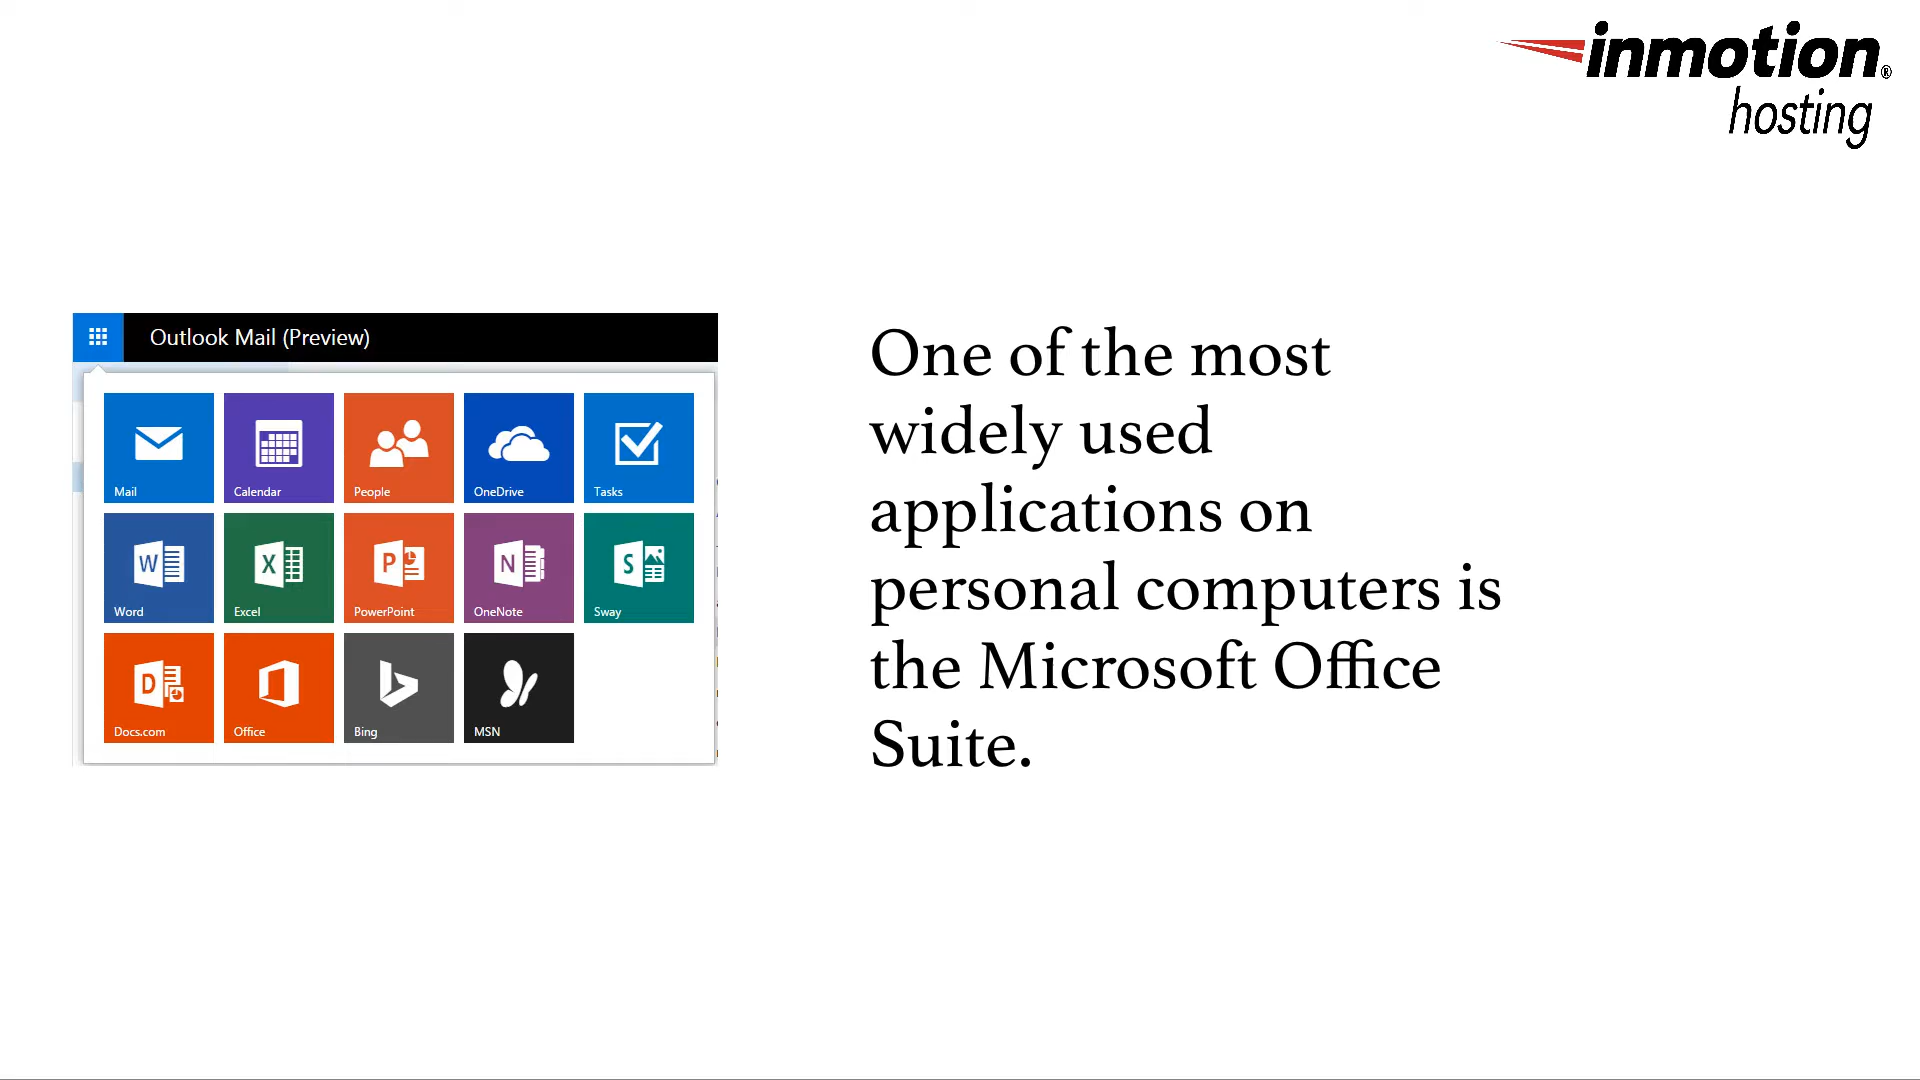 inmotion®
hosting
Outlook Mail (Preview)
Mail Calendar People OneDrive Tasks
Word Excel PowerPoint OneNote Sway
Docs.com Office Bing MSN
One of the most
widely used
applications on
personal computers is
the Microsoft Office
Suite.